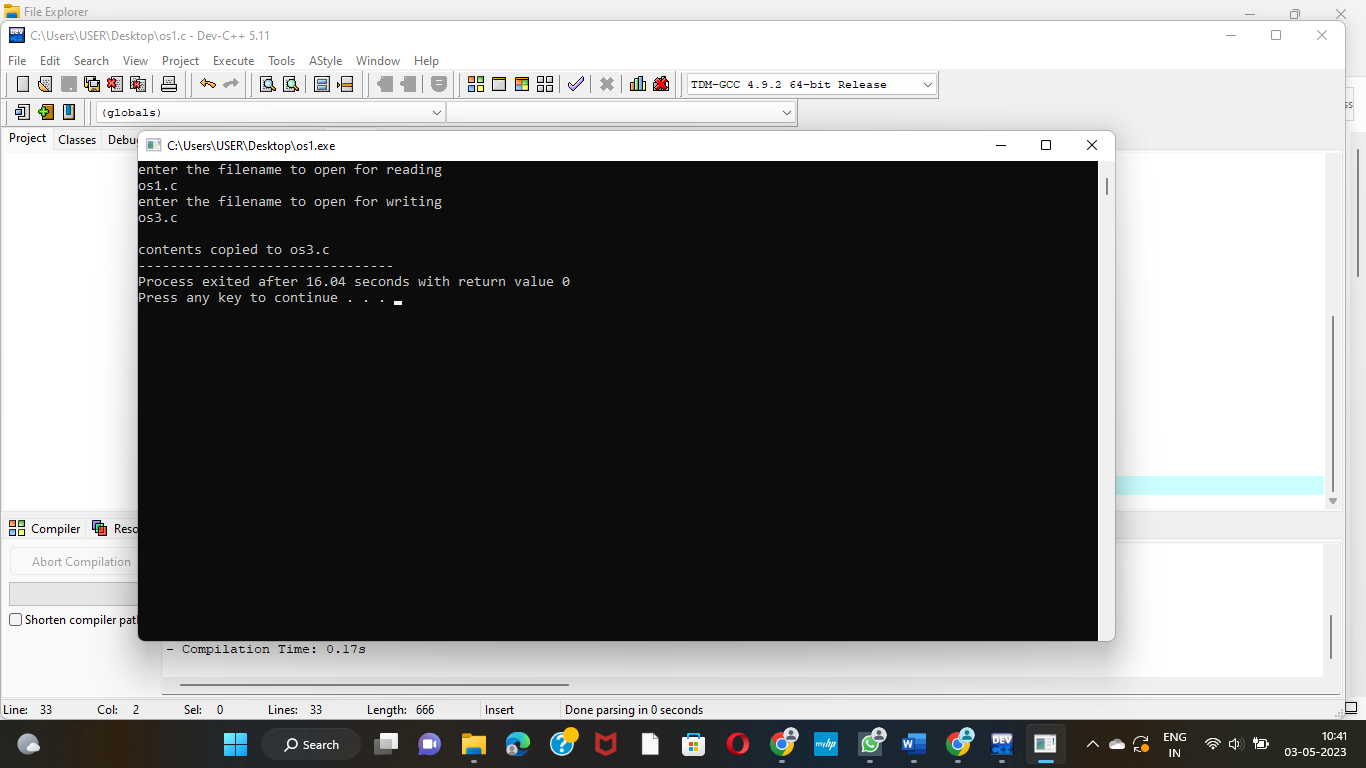 File Explorer
C:\Users\USER\Desktop\os1.c - Dev-C++ 5.11
File Edit Search View Project Execute Tools AStyle Window Help
TDM-GCC 4.9.2 64-bit Release
(globals)
Project Classes
C:\Users\USER\Desktop\os1.exe
enter the filename to open for reading
os1.c
enter the filename to open for writing
os3.c
contents copied to os3.c
--------------------------------
Process exited after 16.04 seconds with return value 0
Press any key to continue . . .
Compiler
Abort Compilation
Shorten compiler
- Compilation Time: 0.17s
Line: 33 Col: 2 Sel: 0 Lines: 33 Length: 666 Insert Done parsing in 0 seconds
Search
DEV
myhp
ENG
IN
10:41
03-05-2023